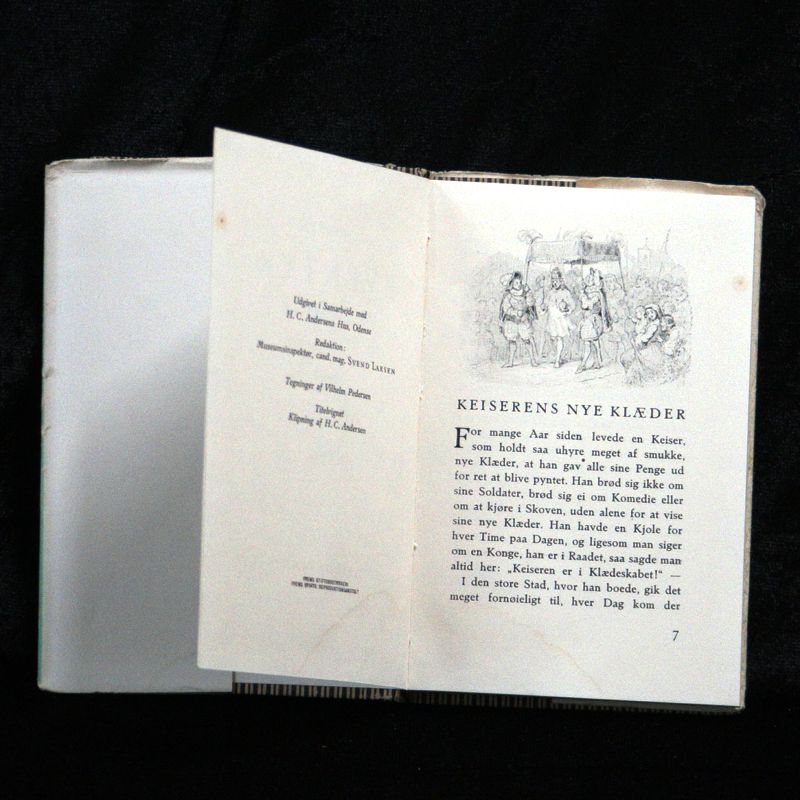 Udgivet i Samarbejde med
H. C. Andersens Hus, Odense
Redaktion:
Museumsinspektør, cand. mag. SVEND LARSEN
Tegninger af Vilhelm Pedersen
Titelvignet
Klipning af H. C. Andersen
FYENS STIFTSBOGTRYKKERI
KEISERENS NYE KLÆDER
For mange Aar siden levede en Keiser,
som holdt saa uhyre meget af smukke,
nye Klæder, at han gav alle sine Penge ud
for ret at blive pyntet. Han brød sig ikke om
sine Soldater, brød sig ei om Komedie eller
om at kjøre i Skoven, uden alene for at vise
sine nye Klæder. Han havde en Kjole for
hver Time paa Dagen, og ligesom man siger
om en Konge, han er i Raadet, saa sagde man
altid her: „Keiseren er i Klædeskabet!“ —
I den store Stad, hvor han boede, gik det
meget fornøieligt til, hver Dag kom der
7